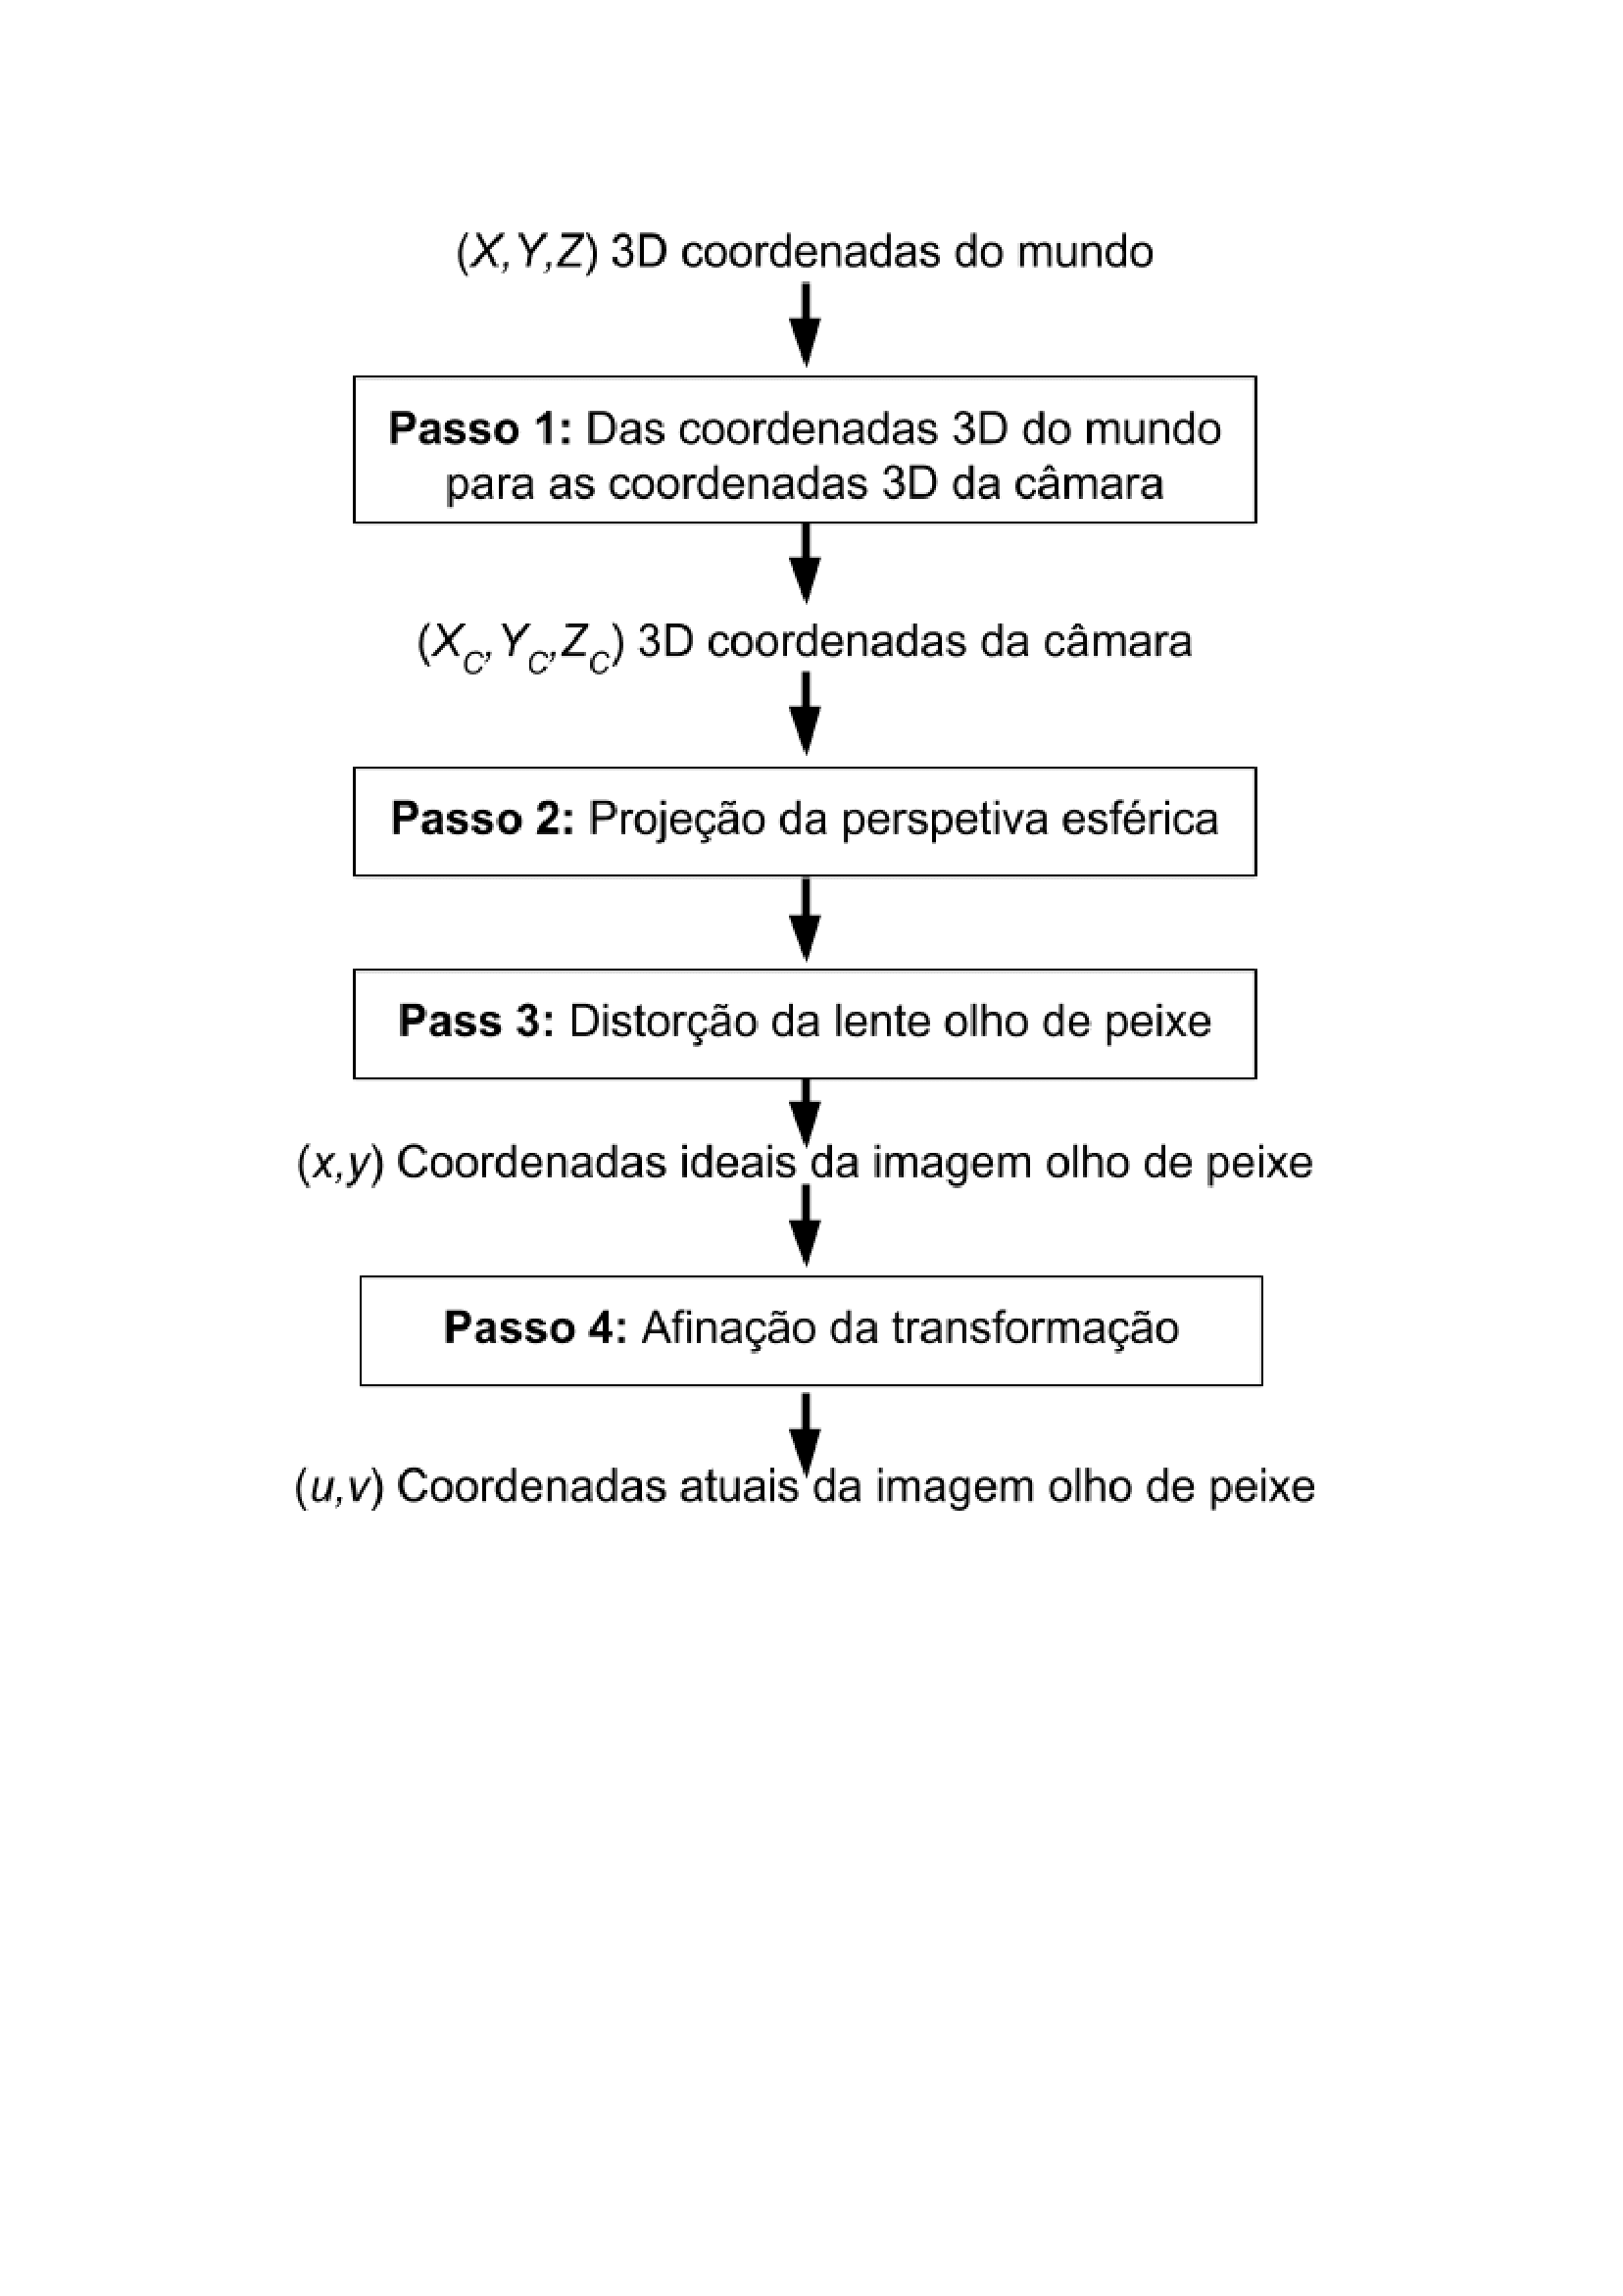 (X,Y,Z) 3D coordenadas do mundo
Passo 1: Das coordenadas 3D do mundo
para as coordenadas 3D da câmara
(X_C,Y_C,Z_C) 3D coordenadas da câmara
Passo 2: Projeção da perspetiva esférica
Pass 3: Distorção da lente olho de peixe
(x,y) Coordenadas ideais da imagem olho de peixe
Passo 4: Afinação da transformação
(u,v) Coordenadas atuais da imagem olho de peixe